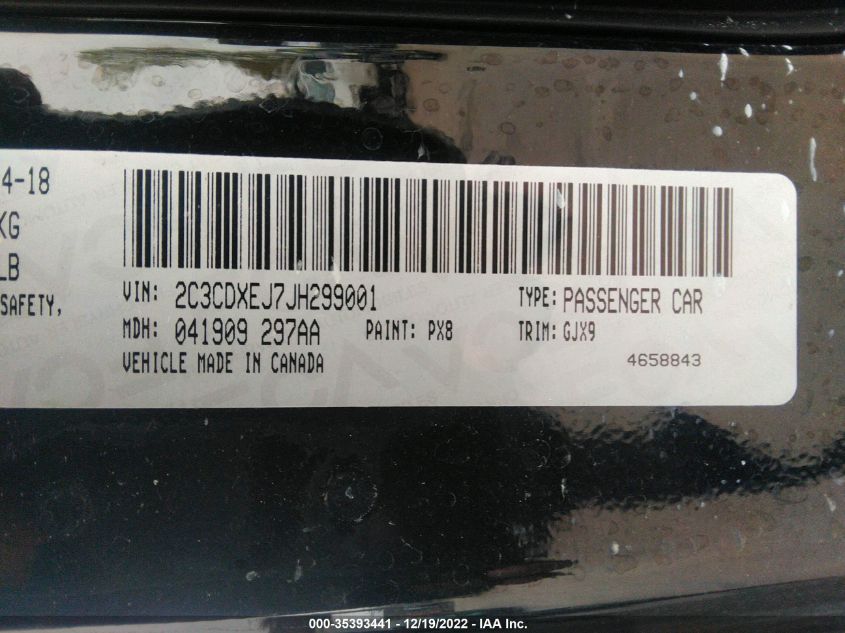 4-18
KG
LB
SAFETY,
VIN: 2C3CDXEJ7JH299001 TYPE: PASSENGER CAR
MDH: 041909 297AA PAINT: PX8 TRIM: GJX9
VEHICLE MADE IN CANADA 4658843
000-35393441 - 12/19/2022 - IAA Inc.